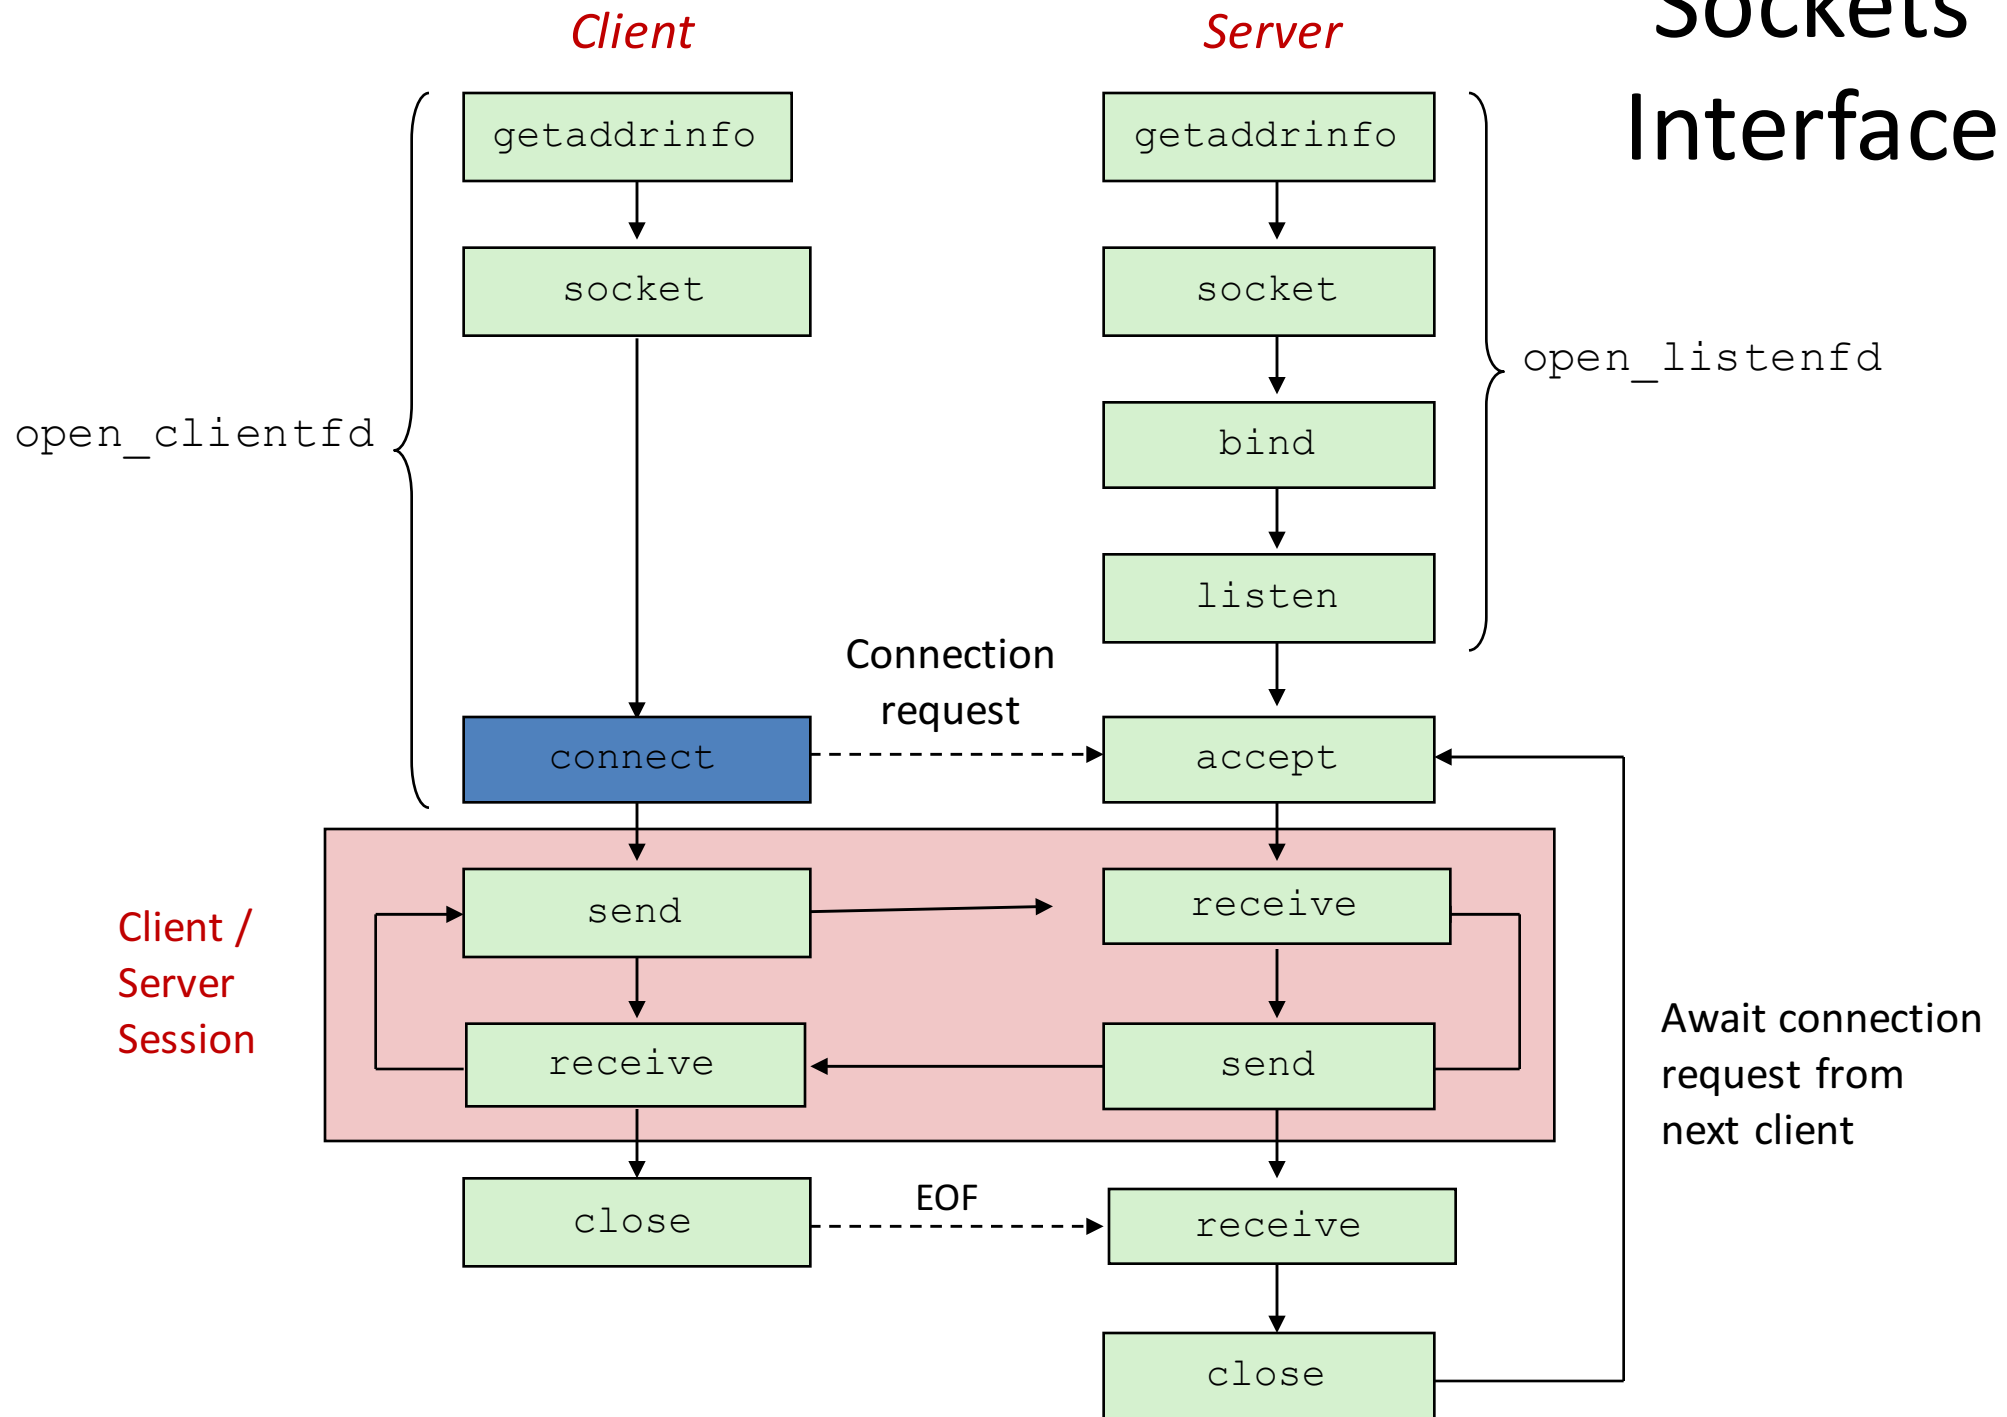 Sockets
Interface
Client
Server
getaddrinfo
getaddrinfo
socket
socket
open_listenfd
open_clientfd
bind
listen
Connection
request
connect
accept
Client /
Server
Session
send
receive
receive
send
Await connection
request from
next client
close
EOF
receive
close